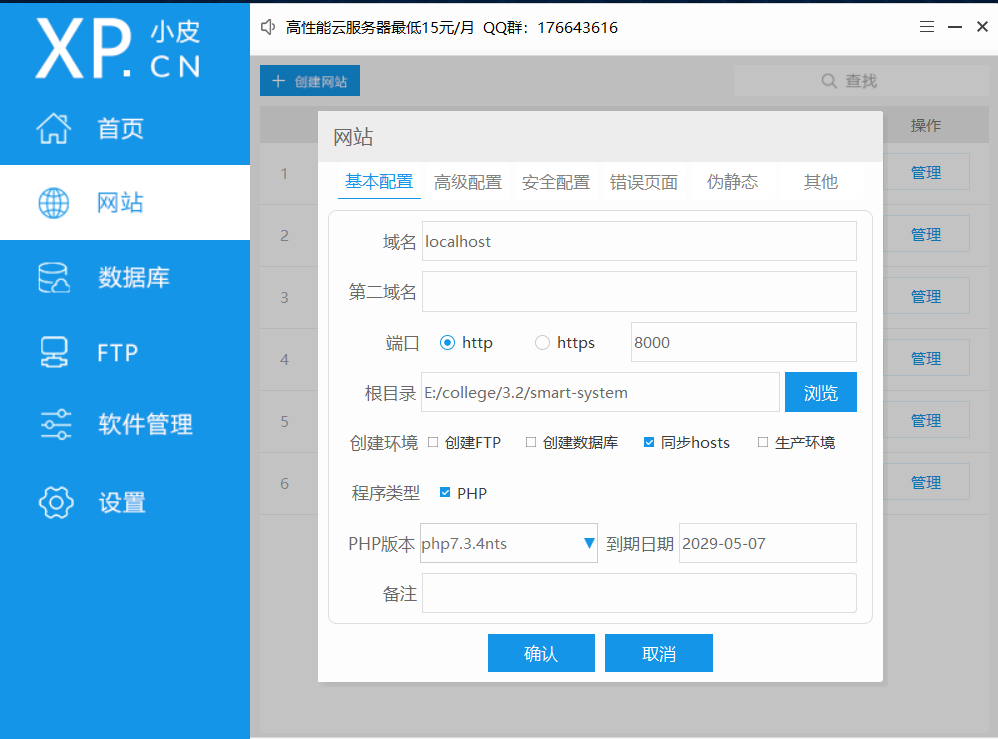 XP.小皮CN
高性能云服务器最低15元/月 QQ群：176643616
首页
网站
数据库
FTP
软件管理
设置
创建网站
查找
操作
1 管理
2 管理
3 管理
4 管理
5 管理
6 管理
网站
基本配置 高级配置 安全配置 错误页面 伪静态 其他
域名 localhost
第二域名
端口 http https 8000
根目录 E:/college/3.2/smart-system 浏览
创建环境 创建FTP 创建数据库 同步hosts 生产环境
程序类型 PHP
PHP版本 php7.3.4nts 到期日期 2029-05-07
备注
确认 取消